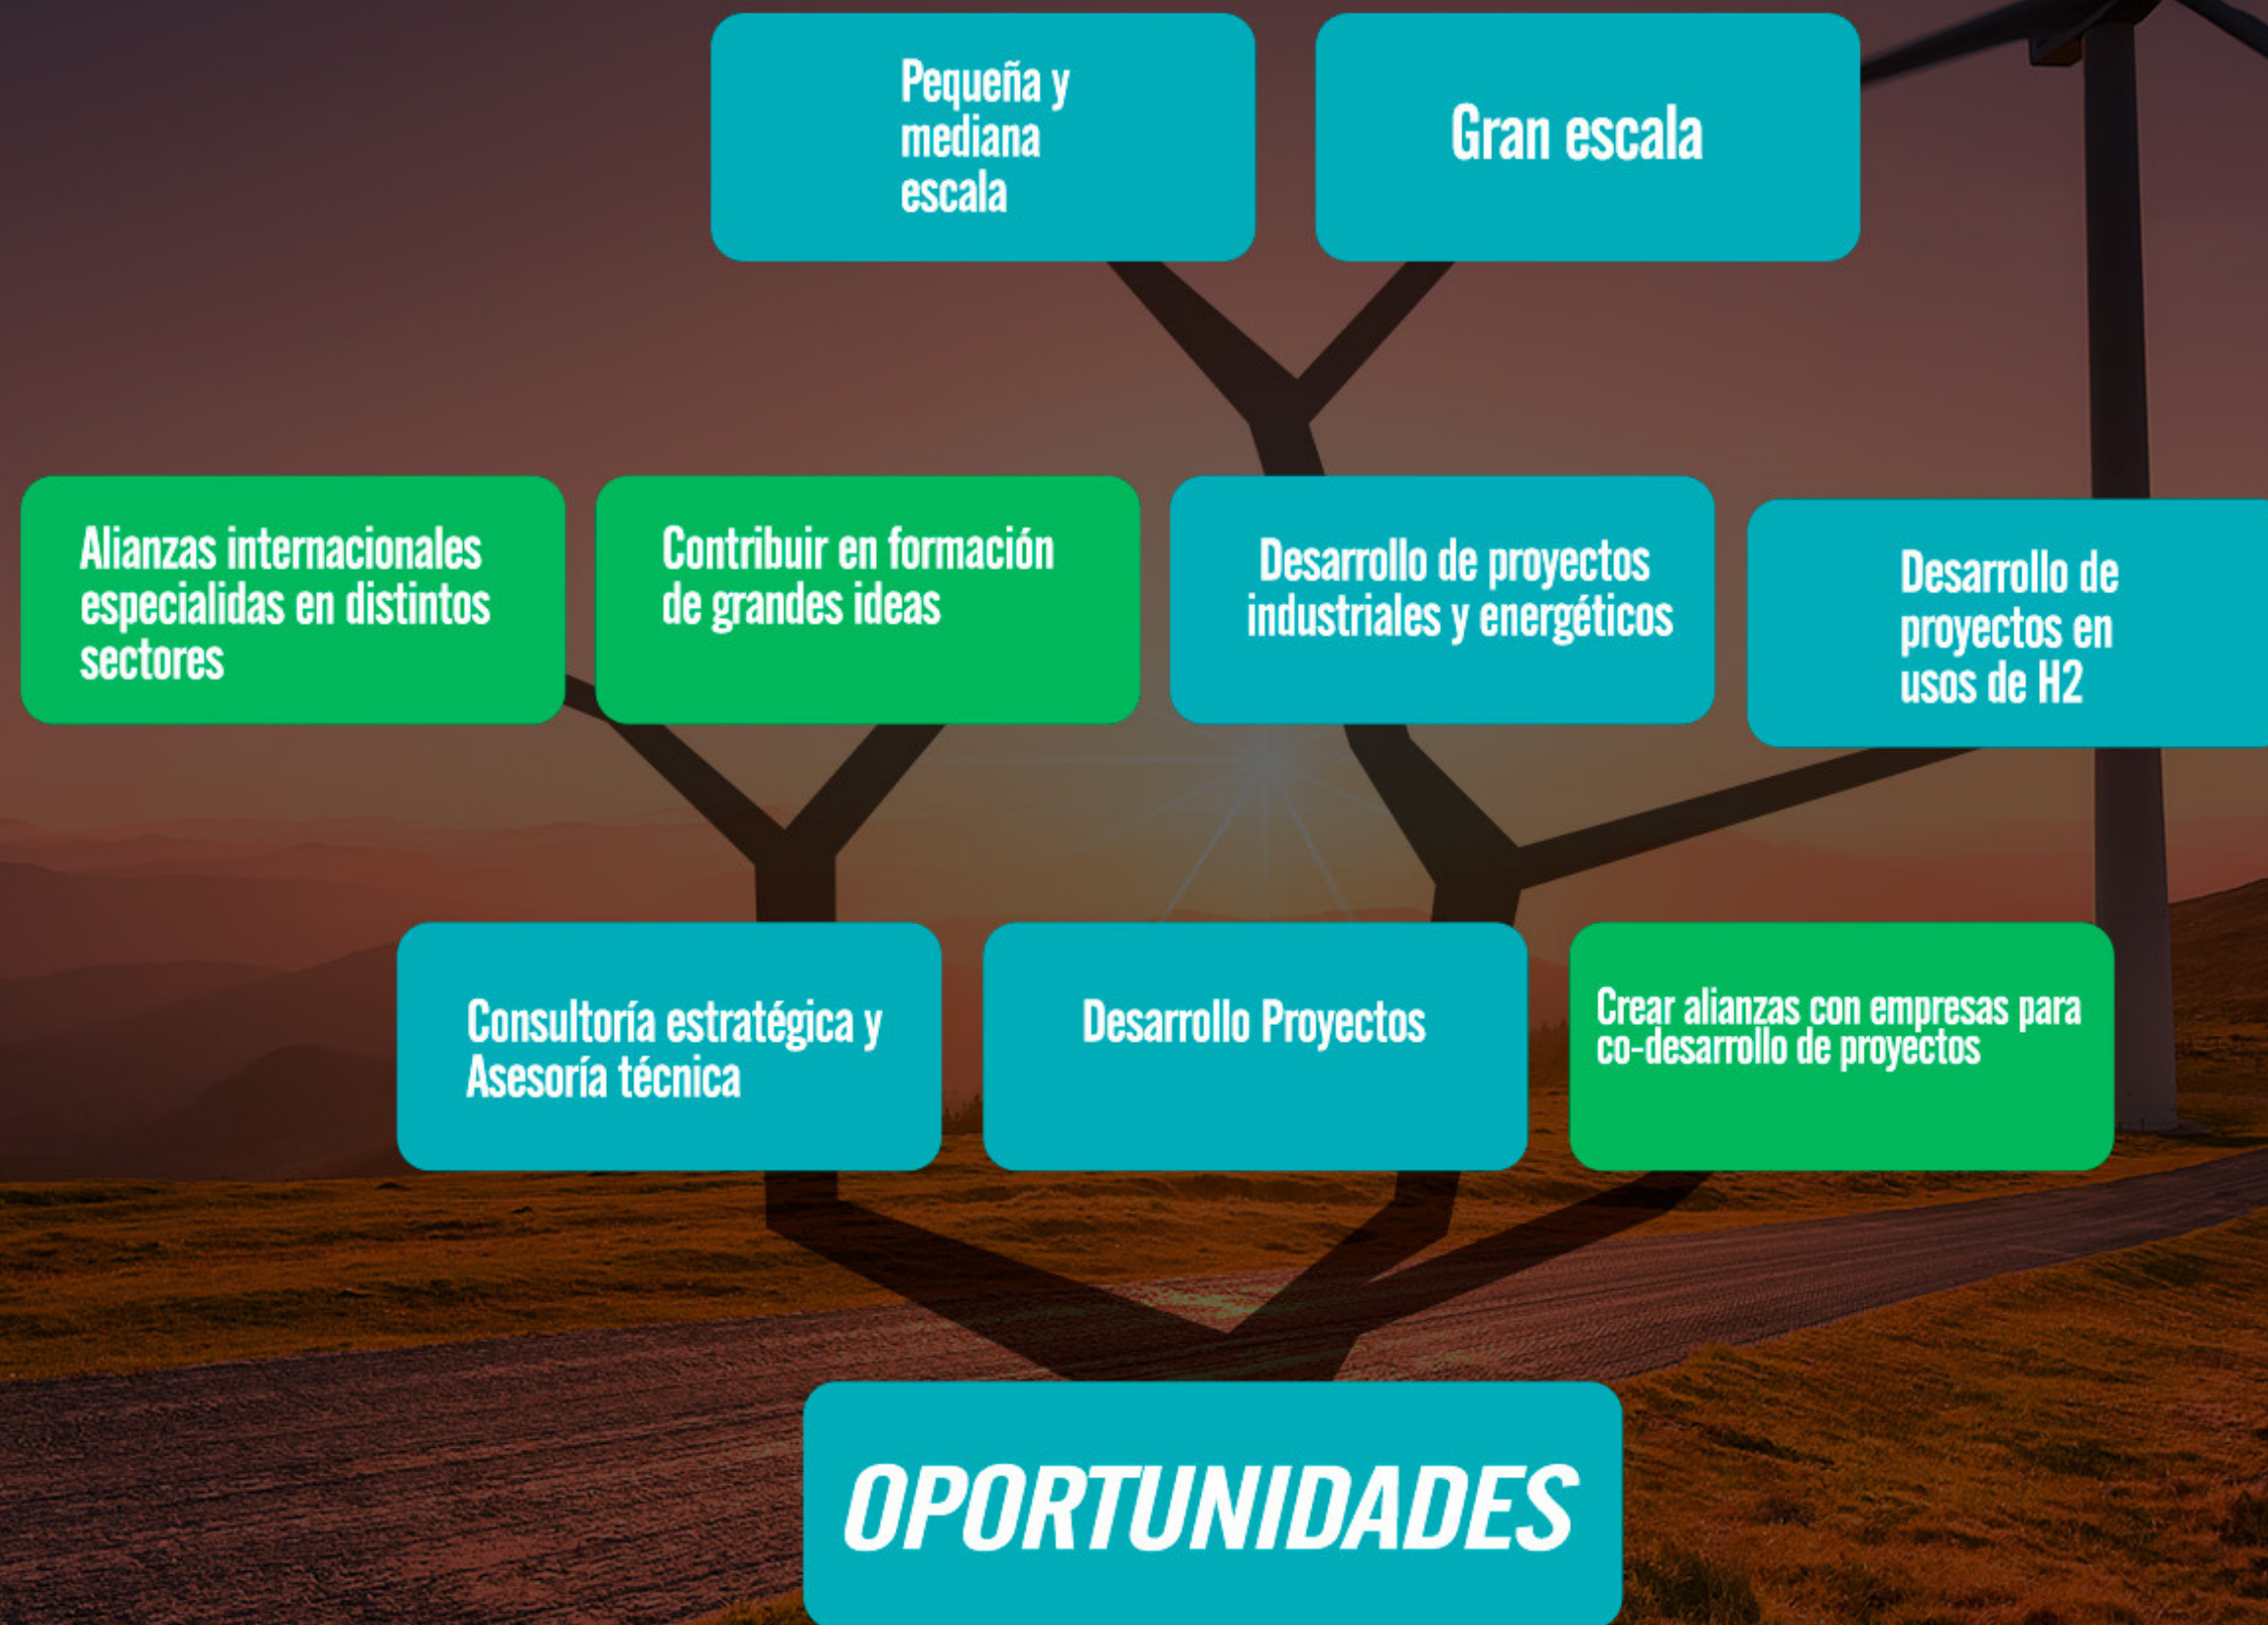 Pequeña y
mediana
escala
Gran escala
Alianzas internacionales
especialidas en distintos
sectores
Contribuir en formación
de grandes ideas
Desarrollo de proyectos
industriales y energéticos
Desarrollo de
proyectos en
usos de H2
Consultoría estratégica y
Asesoría técnica
Desarrollo Proyectos
Crear alianzas con empresas para
co-desarrollo de proyectos
OPORTUNIDADES